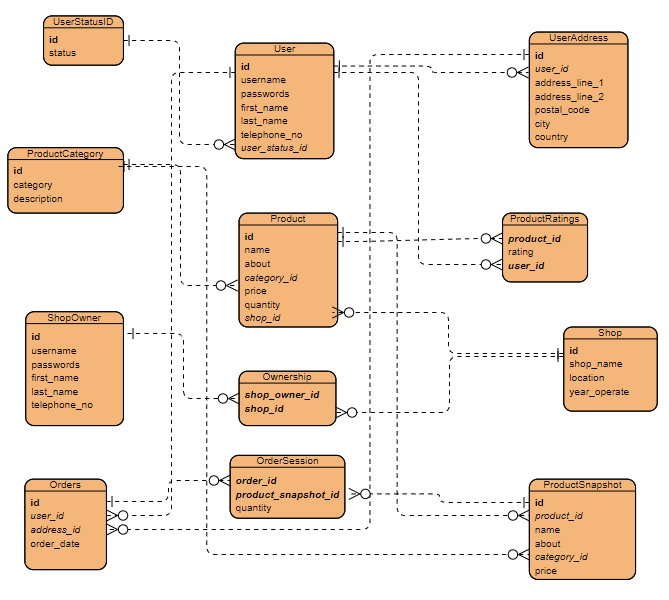 UserStatusID
id
status
User
id
username
passwords
first_name
last_name
telephone_no
user_status_id
UserAddress
id
user_id
address_line_1
address_line_2
postal_code
city
country
ProductCategory
id
category
description
Product
id
name
about
category_id
price
quantity
shop_id
ProductRatings
product_id
rating
user_id
ShopOwner
id
username
passwords
first_name
last_name
telephone_no
Ownership
shop_owner_id
shop_id
Shop
id
shop_name
location
year_operate
Orders
id
user_id
address_id
order_date
OrderSession
order_id
product_snapshot_id
quantity
ProductSnapshot
id
product_id
name
about
category_id
price